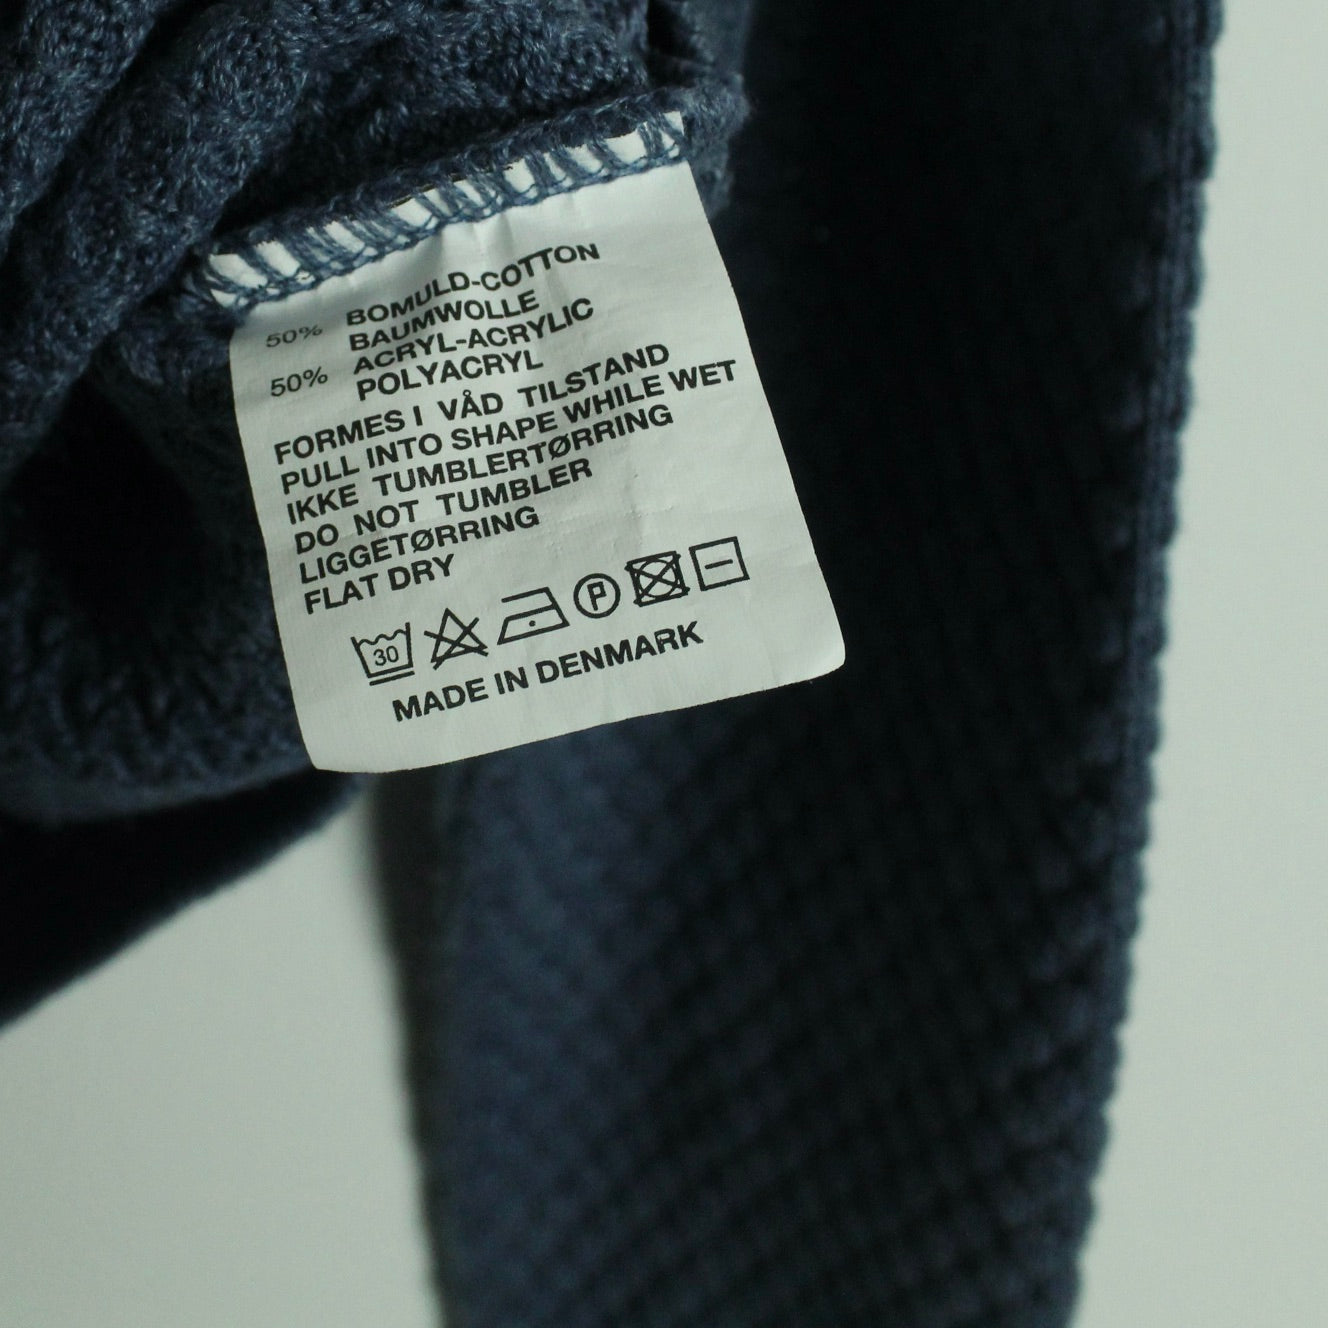 50% BOMULD-COTTON
BAUMWOLLE
50% ACRYL-ACRYLIC
POLYACRYL
FORMES I VÅD TILSTAND
PULL INTO SHAPE WHILE WET
IKKE TUMBLERTØRRING
DO NOT TUMBLER
LIGGETØRRING
FLAT DRY
30 P
MADE IN DENMARK